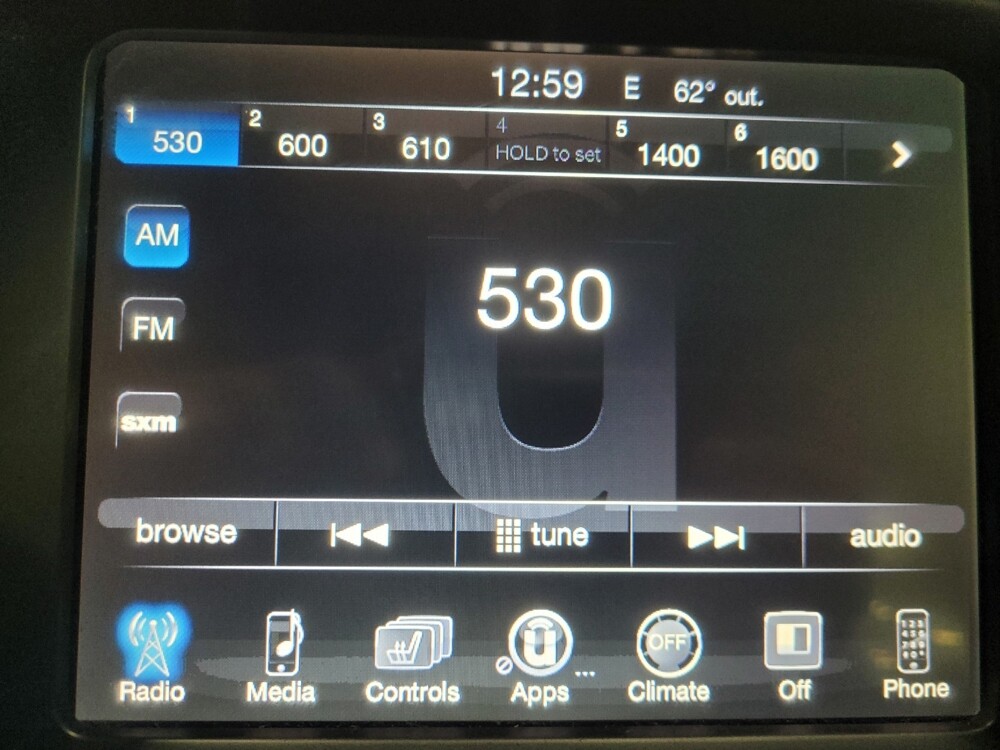 12:59 E 62° out.
1 530 2 600 3 610 4 HOLD to set 5 1400 6 1600
AM
530
FM
sxm
browse tune audio
OFF
Radio Media Controls Apps ... Climate Off Phone